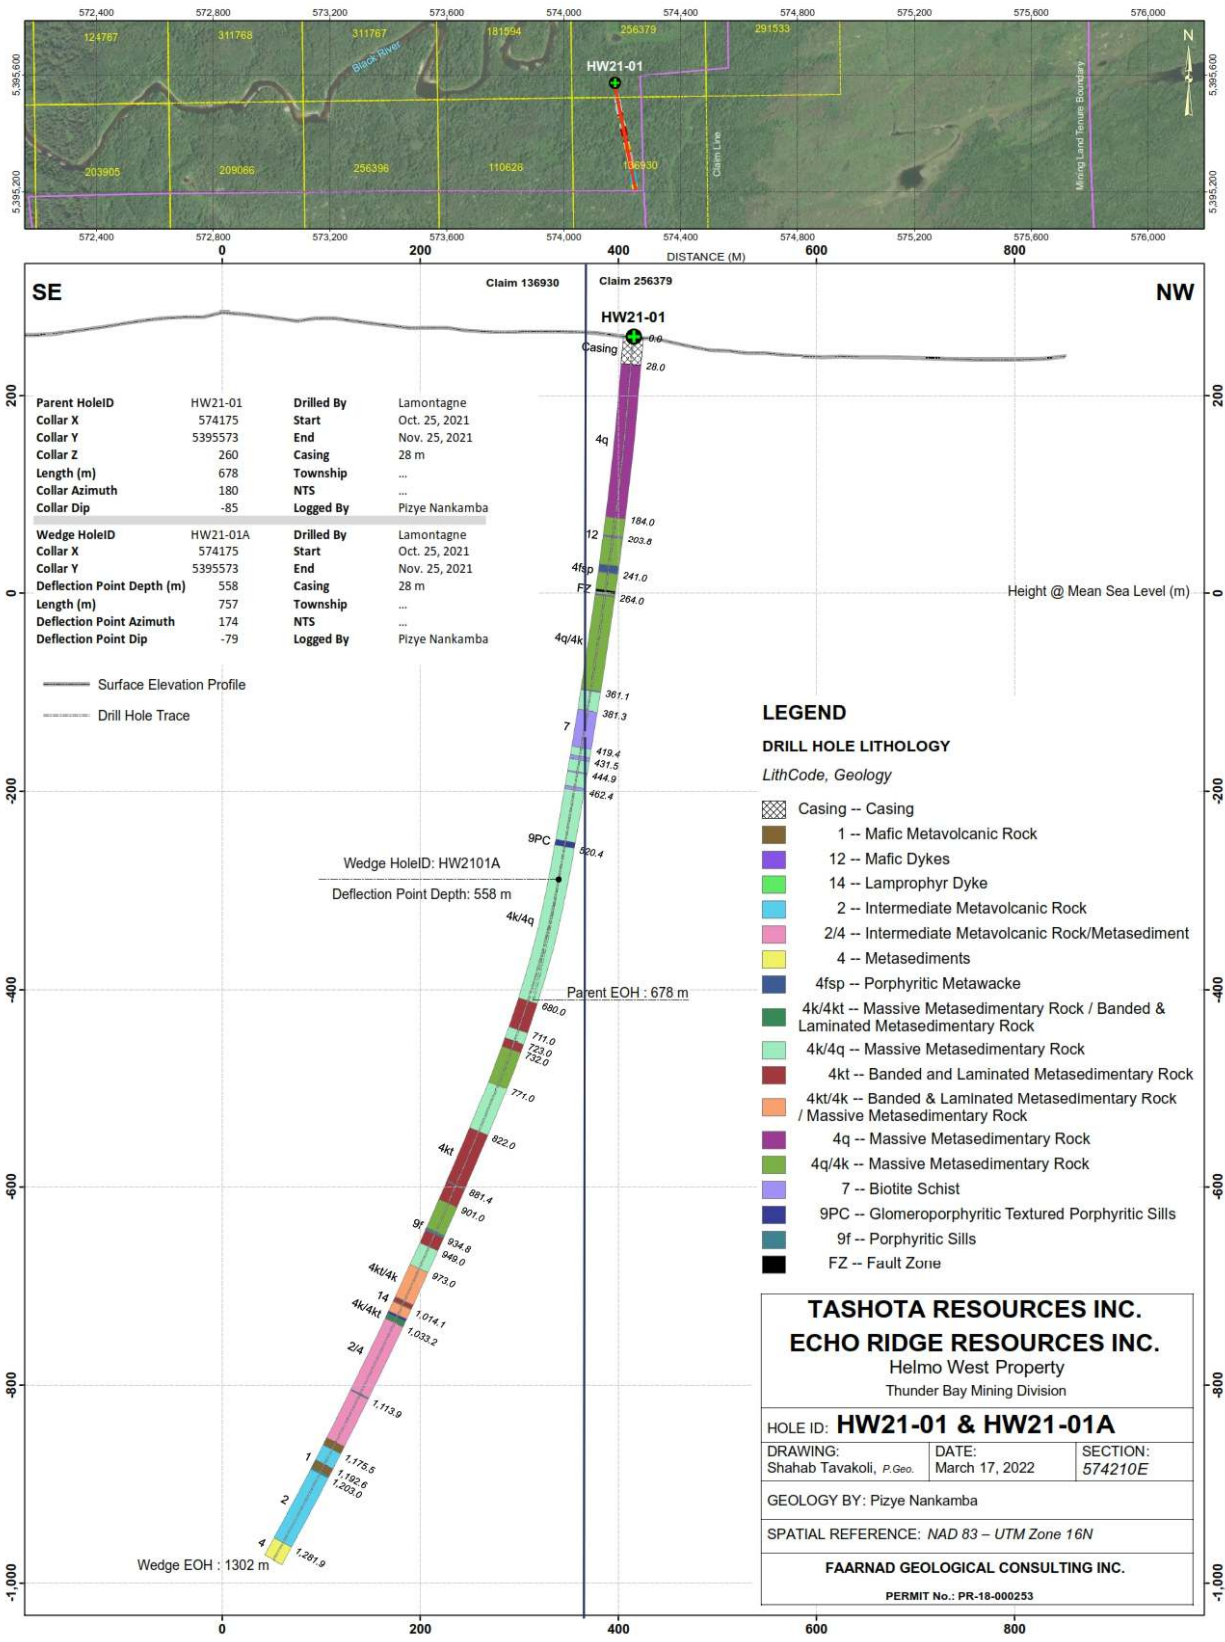 572,400 572,800 573,200 573,600 574,000 574,400 574,800 575,200 575,600 576,000
124767 311768 311767 181594 256379 291533
Black River
HW21-01
N
5,395,600 5,395,600
Claim Line
Mining Land Tenure Boundary
203905 209066 256396 110626 136930
5,395,200 5,395,200
572,400 572,800 573,200 573,600 574,000 574,400 574,800 575,200 575,600 576,000
0 200 400 600 800
DISTANCE (M)
Claim 136930 Claim 256379
SE NW
HW21-01
0.0
Casing
28.0
200 200
Parent HoleID HW21-01 Drilled By Lamontagne
Collar X 574175 Start Oct. 25, 2021
Collar Y 5395573 End Nov. 25, 2021
Collar Z 260 Casing 28 m
Length (m) 678 Township ...
Collar Azimuth 180 NTS ...
Collar Dip -85 Logged By Pizye Nankamba
Wedge HoleID HW21-01A Drilled By Lamontagne
Collar X 574175 Start Oct. 25, 2021
Collar Y 5395573 End Nov. 25, 2021
Deflection Point Depth (m) 558 Casing 28 m
Length (m) 757 Township ...
Deflection Point Azimuth 174 NTS ...
Deflection Point Dip -79 Logged By Pizye Nankamba
4q
184.0
12
203.8
4fsp
241.0
FZ
264.0
0 Height @ Mean Sea Level (m) 0
4q/4k
Surface Elevation Profile
Drill Hole Trace
361.1
381.3
7
419.4
431.5
444.9
462.4
-200 -200
9PC
520.4
Wedge HoleID: HW2101A
Deflection Point Depth: 558 m
4k/4q
-400 -400
Parent EOH : 678 m
680.0
711.0
723.0
732.0
771.0
822.0
4kt
-600 -600
881.4
901.0
9f
934.8
949.0
973.0
4kt/4k
14
4k/4kt
1,014.1
1,033.2
2/4
-800 -800
1,113.9
1,175.5
1
1,192.6
1,203.0
2
4
1,281.9
Wedge EOH : 1302 m
-1,000 -1,000
0 200 400 600 800
LEGEND
DRILL HOLE LITHOLOGY
LithCode, Geology
Casing -- Casing
1 -- Mafic Metavolcanic Rock
12 -- Mafic Dykes
14 -- Lamprophyr Dyke
2 -- Intermediate Metavolcanic Rock
2/4 -- Intermediate Metavolcanic Rock/Metasediment
4 -- Metasediments
4fsp -- Porphyritic Metawacke
4k/4kt -- Massive Metasedimentary Rock / Banded &
Laminated Metasedimentary Rock
4k/4q -- Massive Metasedimentary Rock
4kt -- Banded and Laminated Metasedimentary Rock
4kt/4k -- Banded & Laminated Metasedimentary Rock
/ Massive Metasedimentary Rock
4q -- Massive Metasedimentary Rock
4q/4k -- Massive Metasedimentary Rock
7 -- Biotite Schist
9PC -- Glomeroporphyritic Textured Porphyritic Sills
9f -- Porphyritic Sills
FZ -- Fault Zone
TASHOTA RESOURCES INC.
ECHO RIDGE RESOURCES INC.
Helmo West Property
Thunder Bay Mining Division
HOLE ID: HW21-01 & HW21-01A
DRAWING: DATE: SECTION:
Shahab Tavakoli, P.Geo. March 17, 2022 574210E
GEOLOGY BY: Pizye Nankamba
SPATIAL REFERENCE: NAD 83 – UTM Zone 16N
FAARNAD GEOLOGICAL CONSULTING INC.
PERMIT No.: PR-18-000253